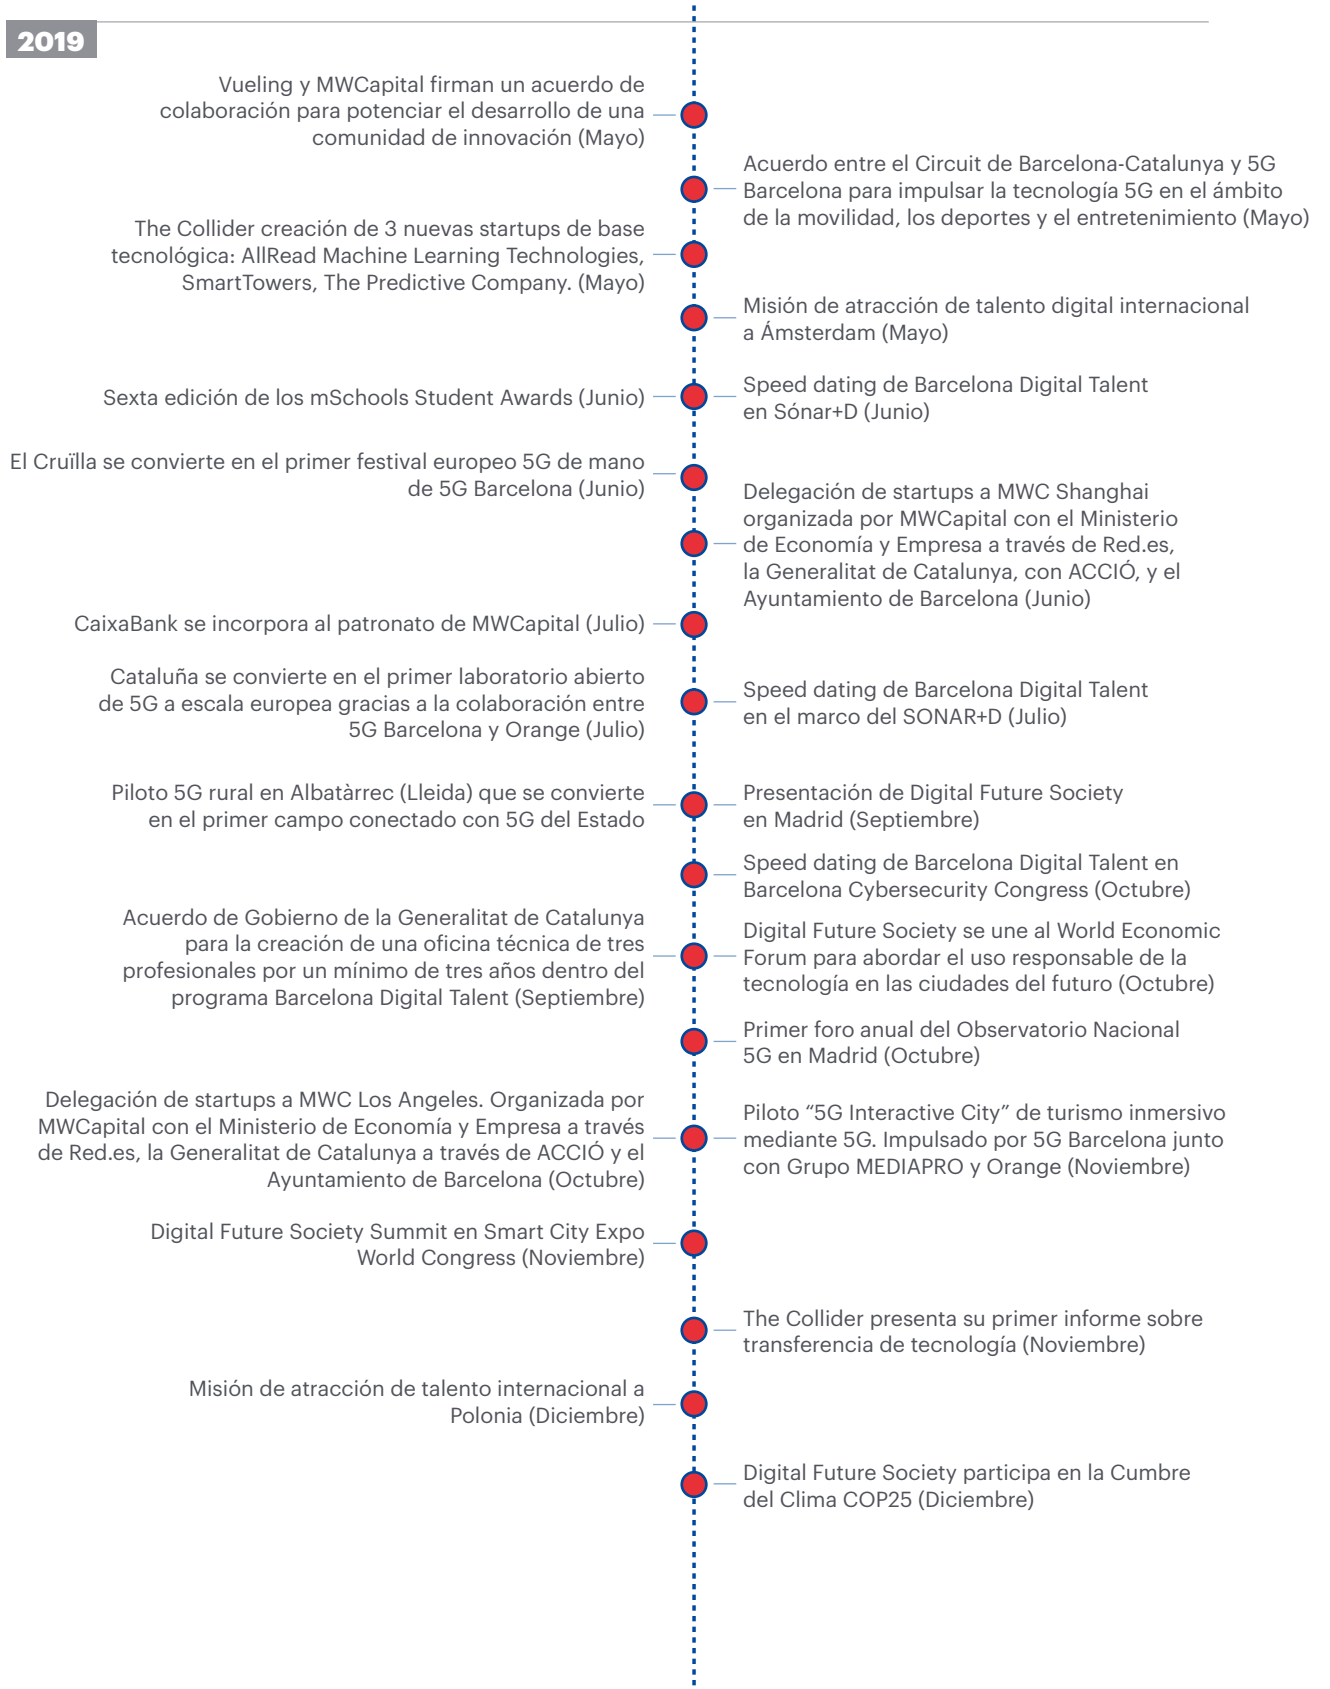 2019
Vueling y MWCapital firman un acuerdo de
colaboración para potenciar el desarrollo de una
comunidad de innovación (Mayo)
Acuerdo entre el Circuit de Barcelona-Catalunya y 5G
Barcelona para impulsar la tecnología 5G en el ámbito
de la movilidad, los deportes y el entretenimiento (Mayo)
The Collider creación de 3 nuevas startups de base
tecnológica: AllRead Machine Learning Technologies,
SmartTowers, The Predictive Company. (Mayo)
Misión de atracción de talento digital internacional
a Ámsterdam (Mayo)
Sexta edición de los mSchools Student Awards (Junio)
Speed dating de Barcelona Digital Talent
en Sónar+D (Junio)
El Cruïlla se convierte en el primer festival europeo 5G de mano
de 5G Barcelona (Junio)
Delegación de startups a MWC Shanghai
organizada por MWCapital con el Ministerio
de Economía y Empresa a través de Red.es,
la Generalitat de Catalunya, con ACCIÓ, y el
Ayuntamiento de Barcelona (Junio)
CaixaBank se incorpora al patronato de MWCapital (Julio)
Cataluña se convierte en el primer laboratorio abierto
de 5G a escala europea gracias a la colaboración entre
5G Barcelona y Orange (Julio)
Speed dating de Barcelona Digital Talent
en el marco del SONAR+D (Julio)
Piloto 5G rural en Albatàrrec (Lleida) que se convierte
en el primer campo conectado con 5G del Estado
Presentación de Digital Future Society
en Madrid (Septiembre)
Speed dating de Barcelona Digital Talent en
Barcelona Cybersecurity Congress (Octubre)
Acuerdo de Gobierno de la Generalitat de Catalunya
para la creación de una oficina técnica de tres
profesionales por un mínimo de tres años dentro del
programa Barcelona Digital Talent (Septiembre)
Digital Future Society se une al World Economic
Forum para abordar el uso responsable de la
tecnología en las ciudades del futuro (Octubre)
Primer foro anual del Observatorio Nacional
5G en Madrid (Octubre)
Delegación de startups a MWC Los Angeles. Organizada por
MWCapital con el Ministerio de Economía y Empresa a través
de Red.es, la Generalitat de Catalunya a través de ACCIÓ y el
Ayuntamiento de Barcelona (Octubre)
Piloto “5G Interactive City” de turismo inmersivo
mediante 5G. Impulsado por 5G Barcelona junto
con Grupo MEDIAPRO y Orange (Noviembre)
Digital Future Society Summit en Smart City Expo
World Congress (Noviembre)
The Collider presenta su primer informe sobre
transferencia de tecnología (Noviembre)
Misión de atracción de talento internacional a
Polonia (Diciembre)
Digital Future Society participa en la Cumbre
del Clima COP25 (Diciembre)